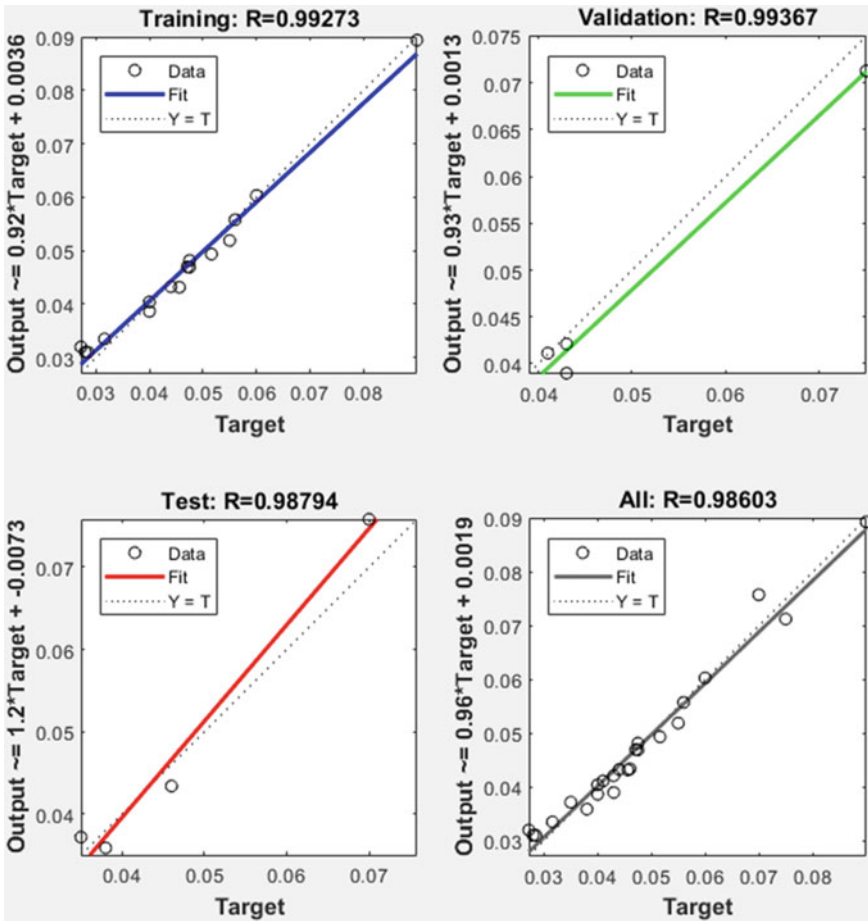 Training: R=0.99273
Output ~= 0.92*Target + 0.0036
0.09
0.08
0.07
0.06
0.05
0.04
0.03
Data
Fit
Y = T
0.03 0.04 0.05 0.06 0.07 0.08
Target
Validation: R=0.99367
Output ~= 0.93*Target + 0.0013
0.075
0.07
0.065
0.06
0.055
0.05
0.045
0.04
Data
Fit
Y = T
0.04 0.05 0.06 0.07
Target
Test: R=0.98794
Output ~= 1.2*Target + -0.0073
0.07
0.06
0.05
0.04
Data
Fit
Y = T
0.04 0.05 0.06 0.07
Target
All: R=0.98603
Output ~= 0.96*Target + 0.0019
0.09
0.08
0.07
0.06
0.05
0.04
0.03
Data
Fit
Y = T
0.03 0.04 0.05 0.06 0.07 0.08 0.09
Target